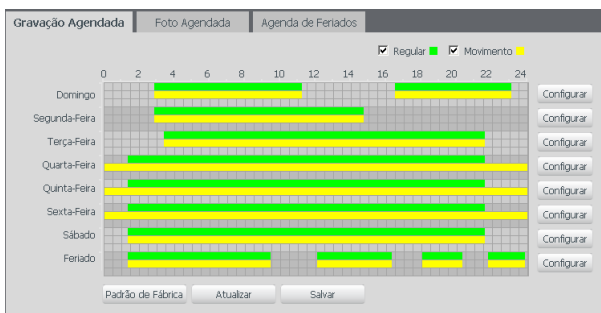 Gravação Agendada Foto Agendada Agenda de Feriados
Regular Movimento
0 2 4 6 8 10 12 14 16 18 20 22 24
Domingo Configurar
Segunda-Feira Configurar
Terça-Feira Configurar
Quarta-Feira Configurar
Quinta-Feira Configurar
Sexta-Feira Configurar
Sábado Configurar
Feriado Configurar
Padrão de Fábrica Atualizar Salvar